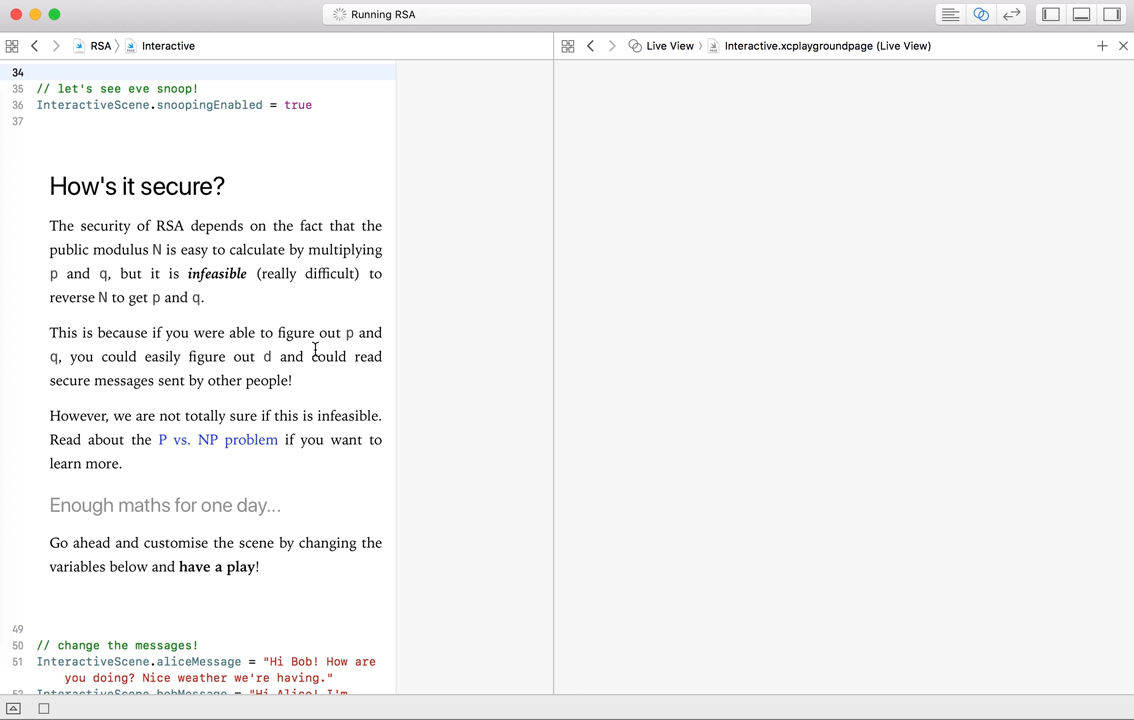 Running RSA
RSA Interactive
Live View Interactive.xcplaygroundpage (Live View)
34
35 // let's see eve snoop!
36 InteractiveScene.snoopingEnabled = true
37
How's it secure?
The security of RSA depends on the fact that the
public modulus N is easy to calculate by multiplying
p and q, but it is infeasible (really difficult) to
reverse N to get p and q.
This is because if you were able to figure out p and
q, you could easily figure out d and could read
secure messages sent by other people!
However, we are not totally sure if this is infeasible.
Read about the P vs. NP problem if you want to
learn more.
Enough maths for one day...
Go ahead and customise the scene by changing the
variables below and have a play!
49
50 // change the messages!
51 InteractiveScene.aliceMessage = "Hi Bob! How are
you doing? Nice weather we're having."
52 InteractiveScene.bobMessage = "Hi Alice! I'm